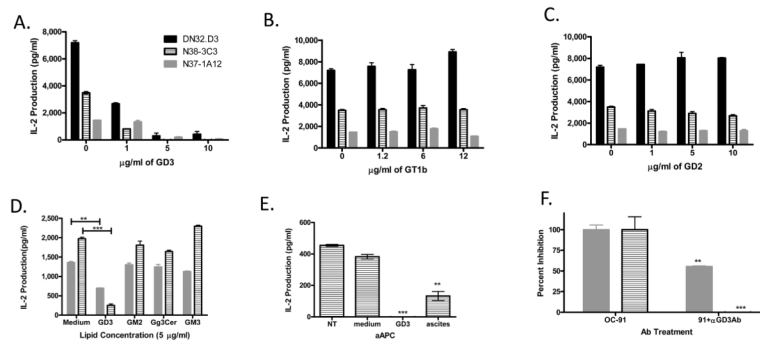 A.
IL-2 Production (pg/ml)
8,000
6,000
4,000
2,000
0
DN32.D3
N38-3C3
N37-1A12
0 1 5 10
µg/ml of GD3
B.
IL-2 Production (pg/ml)
10,000
8,000
6,000
4,000
2,000
0
0 1.2 6 12
µg/ml of GT1b
C.
IL-2 Production (pg/ml)
10,000
8,000
6,000
4,000
2,000
0
0 1 5 10
µg/ml of GD2
D.
IL-2 Production(pg/ml)
2,500
2,000
1,500
1,000
500
0
**
***
Medium GD3 GM2 Gg3Cer GM3
Lipid Concentration (5 µg/ml)
E.
IL-2 Production (pg/ml)
600
400
200
0
***
**
NT medium GD3 ascites
aAPC
F.
Percent Inhibition
125
100
75
50
25
0
**
***
OC-91 91+αGD3Ab
Ab Treatment